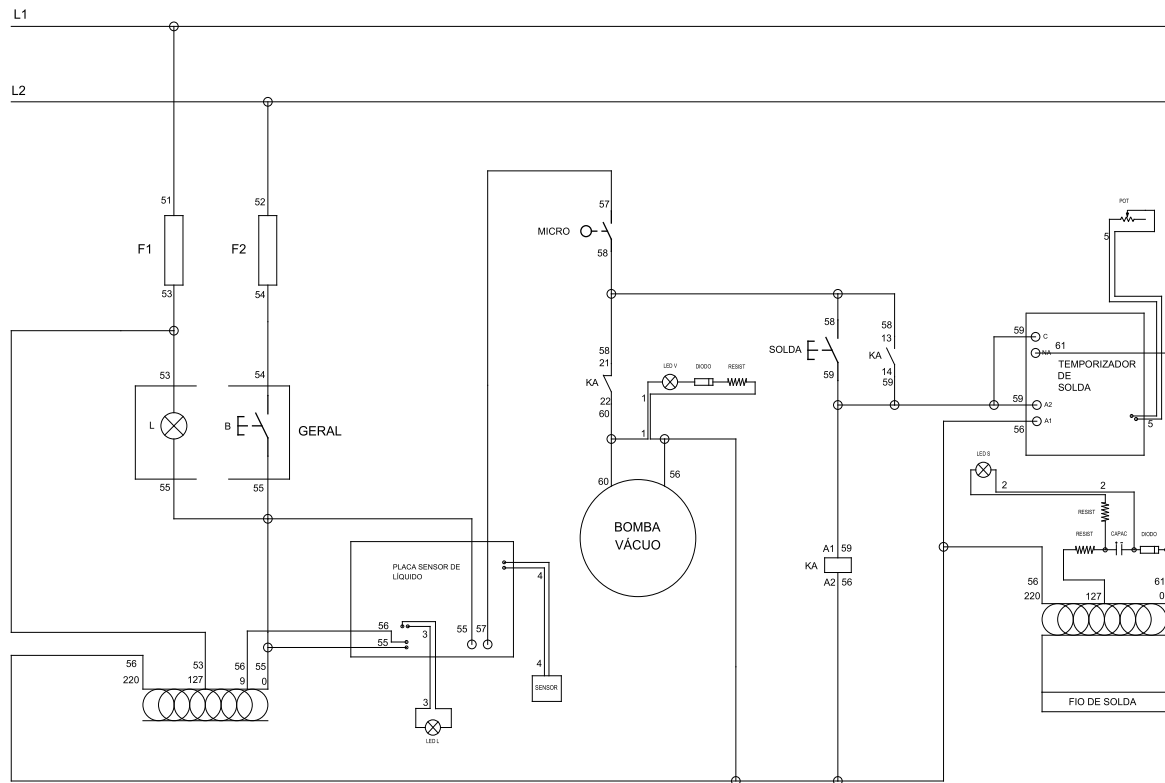 L1
L2
51
52
F1
F2
53
54
53
54
L
B
GERAL
55
55
57
MICRO
58
58
21
KA
22
60
60
LED V
DIODO
RESIST
1
1
56
BOMBA
VÁCUO
58
SOLDA
59
58
13
KA
14
59
A1
59
KA
A2
56
POT
5
59
C
NA
61
TEMPORIZADOR
DE
SOLDA
59
A2
56
A1
5
LED S
2
2
RESIST
RESIST
CAPAC
DIODO
56
220
127
61
0
FIO DE SOLDA
PLACA SENSOR DE
LÍQUIDO
4
56
3
55
55
57
4
SENSOR
3
LED L
56
220
53
127
56
9
55
0